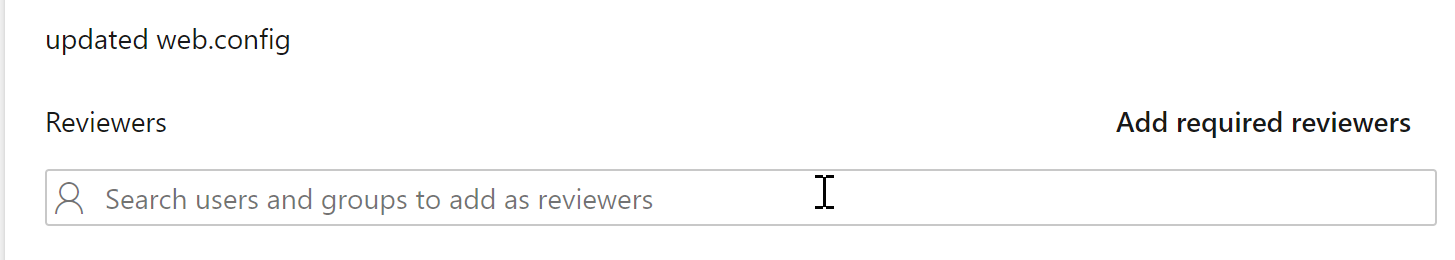 updated web.config
Reviewers
Add required reviewers
Search users and groups to add as reviewers